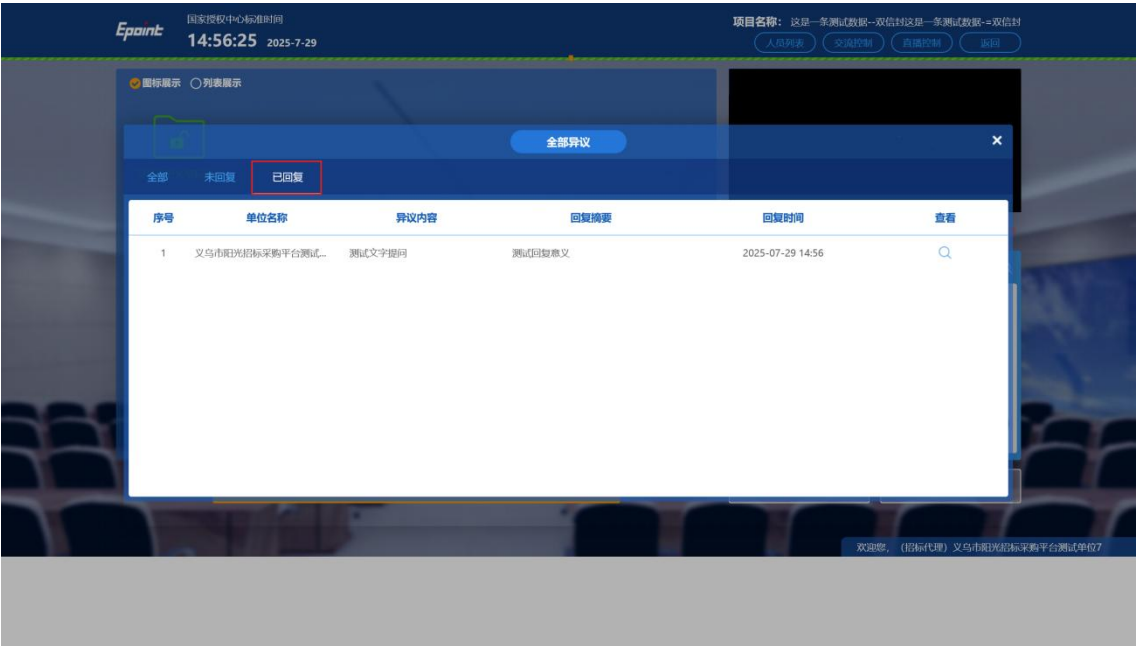 Epoint
国家授权中心标准时间
14:56:25 2025-7-29
项目名称： 这是一条测试数据--双信封这是一条测试数据-=双信封
人员列表 交流控制 直播控制 返回
图标展示 列表展示
全部异议
全部 未回复 已回复
序号 单位名称 异议内容 回复摘要 回复时间 查看
1 义乌市阳光招标采购平台测试... 测试文字提问 测试回复意义 2025-07-29 14:56
欢迎您，（招标代理）义乌市阳光招标采购平台测试单位7